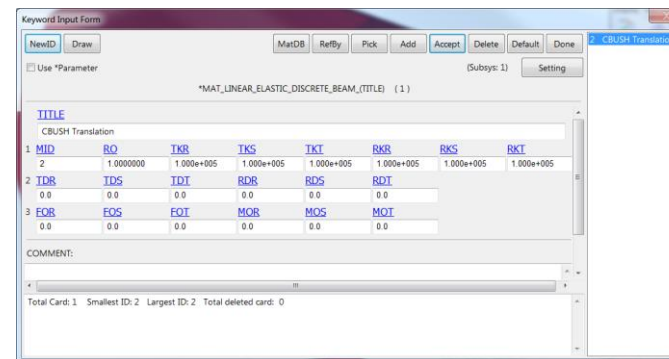 Keyword Input Form
NewID Draw MatDB RefBy Pick Add Accept Delete Default Done
2 CBUSH Translatio
Use *Parameter (Subsys: 1) Setting
*MAT_LINEAR_ELASTIC_DISCRETE_BEAM_(TITLE) (1)
TITLE
CBUSH Translation
1 MID RO TKR TKS TKT RKR RKS RKT
2 1.0000000 1.000e+005 1.000e+005 1.000e+005 1.000e+005 1.000e+005 1.000e+005
2 TDR TDS TDT RDR RDS RDT
0.0 0.0 0.0 0.0 0.0 0.0
3 FOR FOS FOT MOR MOS MOT
0.0 0.0 0.0 0.0 0.0 0.0
COMMENT:
Total Card: 1 Smallest ID: 2 Largest ID: 2 Total deleted card: 0